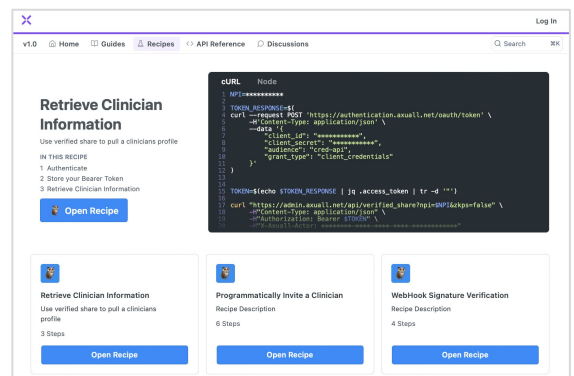 Log In
v1.0 Home Guides Recipes API Reference Discussions Search ⌘K
Retrieve Clinician
Information
Use verified share to pull a clinicians profile
IN THIS RECIPE
1 Authenticate
2 Store your Bearer Token
3 Retrieve Clinician Information
Open Recipe
cURL Node
1 NPI=**********
2
3 TOKEN_RESPONSE=$(
4 curl --request POST 'https://authentication.axuall.net/oauth/token' \
5 -H'Content-Type: application/json' \
6 --data '{
7 "client_id": "***********",
8 "client_secret": "***********",
9 "audience": "cred-api",
10 "grant_type": "client_credentials"
11 }'
12 )
13
14
15 TOKEN=$(echo $TOKEN_RESPONSE | jq .access_token | tr -d '"')
16
17 curl "https://admin.axuall.net/api/verified_share?npi=$NPI&zkps=false" \
18 -H"Content-Type: application/json" \
-H"Authorization: Bearer $TOKEN" \
Retrieve Clinician Information
Use verified share to pull a clinicians
profile
3 Steps
Open Recipe
Programmatically Invite a Clinician
Recipe Description
6 Steps
Open Recipe
WebHook Signature Verification
Recipe Description
4 Steps
Open Recipe